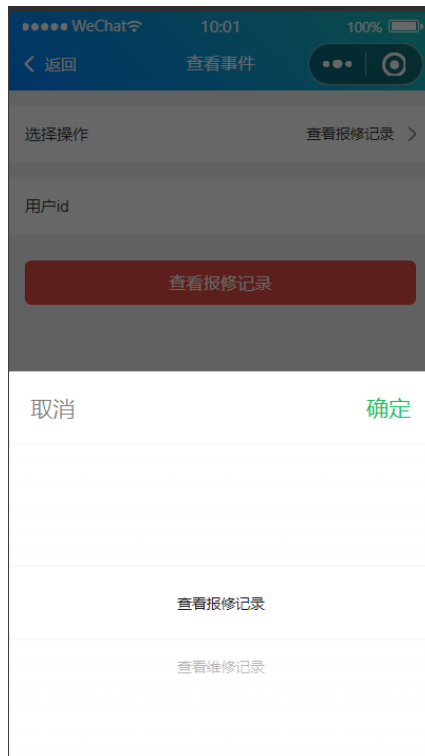 WeChat 10:01 100%
返回 查看事件
选择操作 查看报修记录
用户id
查看报修记录
取消 确定
查看报修记录
查看维修记录